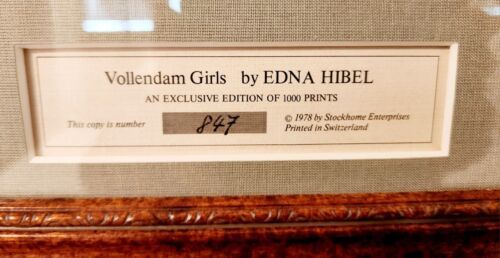 Vollendam Girls by EDNA HIBEL
AN EXCLUSIVE EDITION OF 1000 PRINTS
This copy is number 847 © 1978 by Stockhome Enterprises
Printed in Switzerland